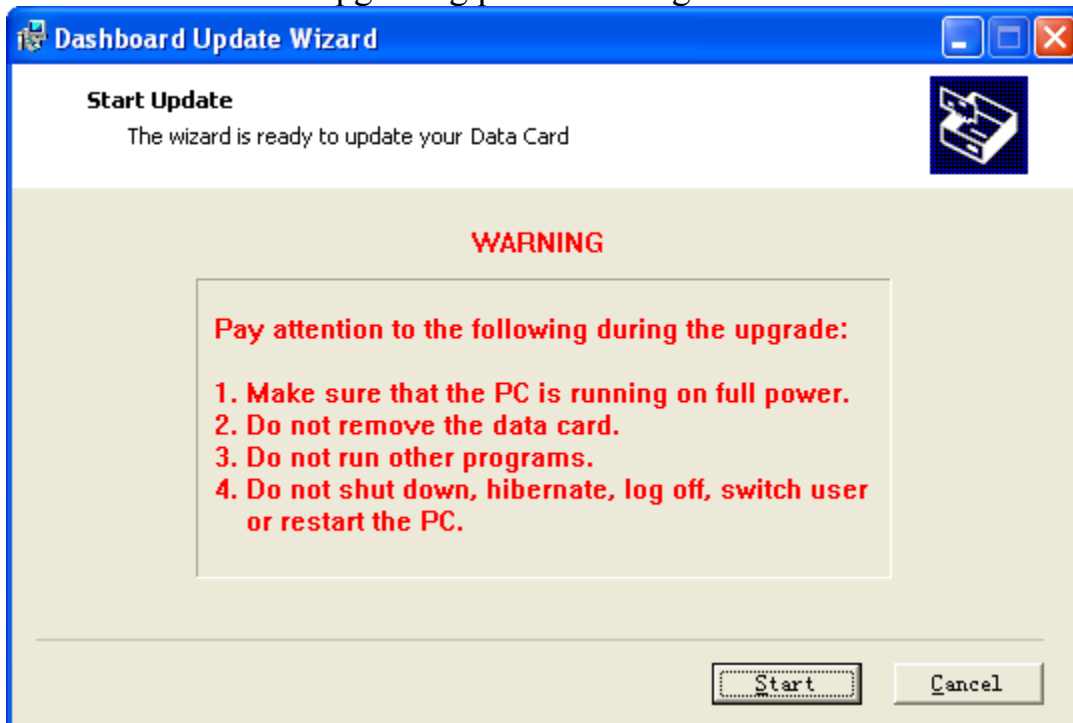 Dashboard Update Wizard
Start Update
The wizard is ready to update your Data Card
WARNING
Pay attention to the following during the upgrade:
1. Make sure that the PC is running on full power.
2. Do not remove the data card.
3. Do not run other programs.
4. Do not shut down, hibernate, log off, switch user
or restart the PC.
Start
Cancel